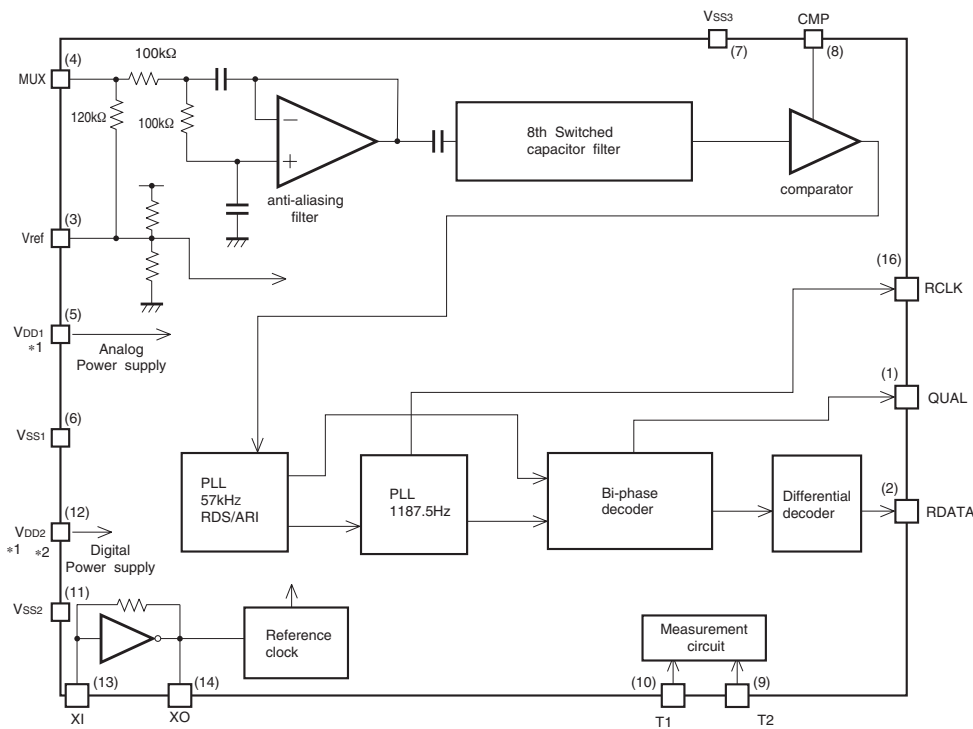 VSS3
CMP
(7)
(8)
100kΩ
(4)
MUX
120kΩ
100kΩ
−
+
anti-aliasing
filter
8th Switched
capacitor filter
comparator
(3)
Vref
(16)
RCLK
(5)
VDD1
*1
Analog
Power supply
(1)
QUAL
(6)
VSS1
PLL
57kHz
RDS/ARI
PLL
1187.5Hz
Bi-phase
decoder
Differential
decoder
(2)
RDATA
(12)
VDD2
*1 *2
Digital
Power supply
(11)
VSS2
Reference
clock
Measurement
circuit
(13)
(14)
(10)
(9)
XI
XO
T1
T2